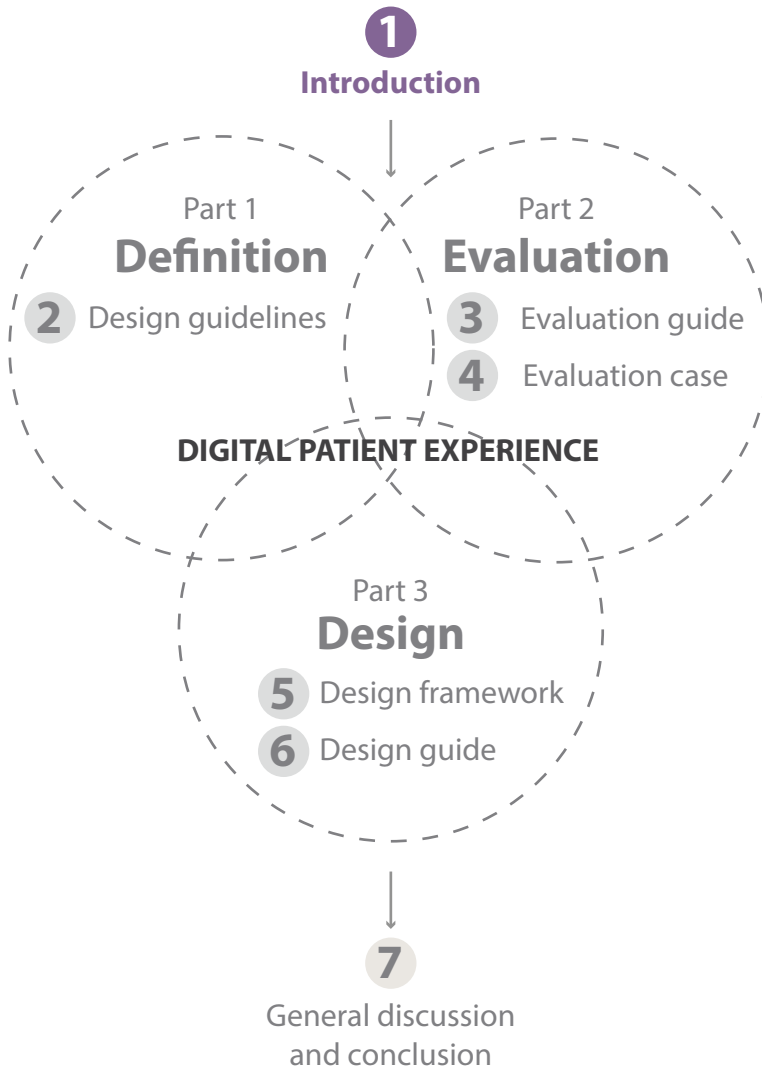 1
Introduction
Part 1
Definition
2 Design guidelines
Part 2
Evaluation
3 Evaluation guide
4 Evaluation case
DIGITAL PATIENT EXPERIENCE
Part 3
Design
5 Design framework
6 Design guide
7
General discussion
and conclusion